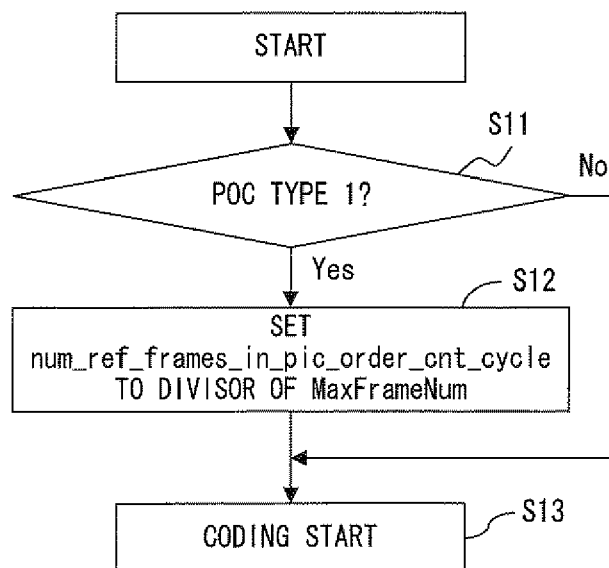 START
S11
POC TYPE 1?
No
Yes
S12
SET
num_ref_frames_in_pic_order_cnt_cycle
TO DIVISOR OF MaxFrameNum
CODING START
S13